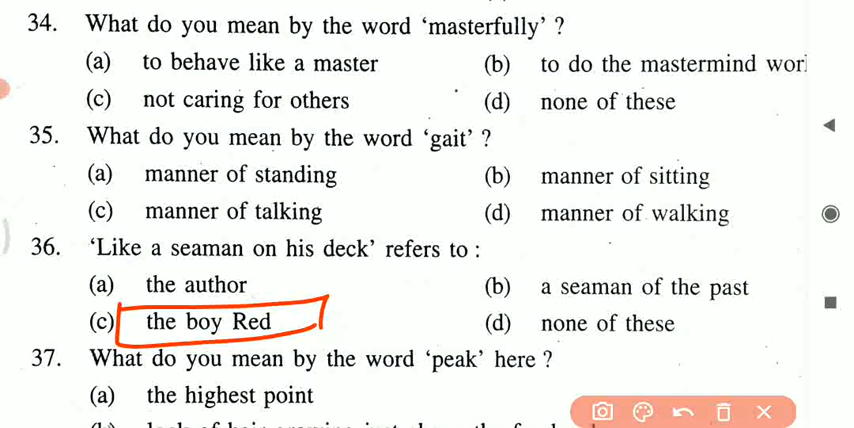 34. What do you mean by the word ‘masterfully’ ?
(a) to behave like a master (b) to do the mastermind
(c) not caring for others (d) none of these
35. What do you mean by the word ‘gait’ ?
(a) manner of standing (b) manner of sitting
(c) manner of talking (d) manner of walking
36. ‘Like a seaman on his deck’ refers to :
(a) the author (b) a seaman of the past
(c) the boy Red (d) none of these
37. What do you mean by the word ‘peak’ here ?
(a) the highest point